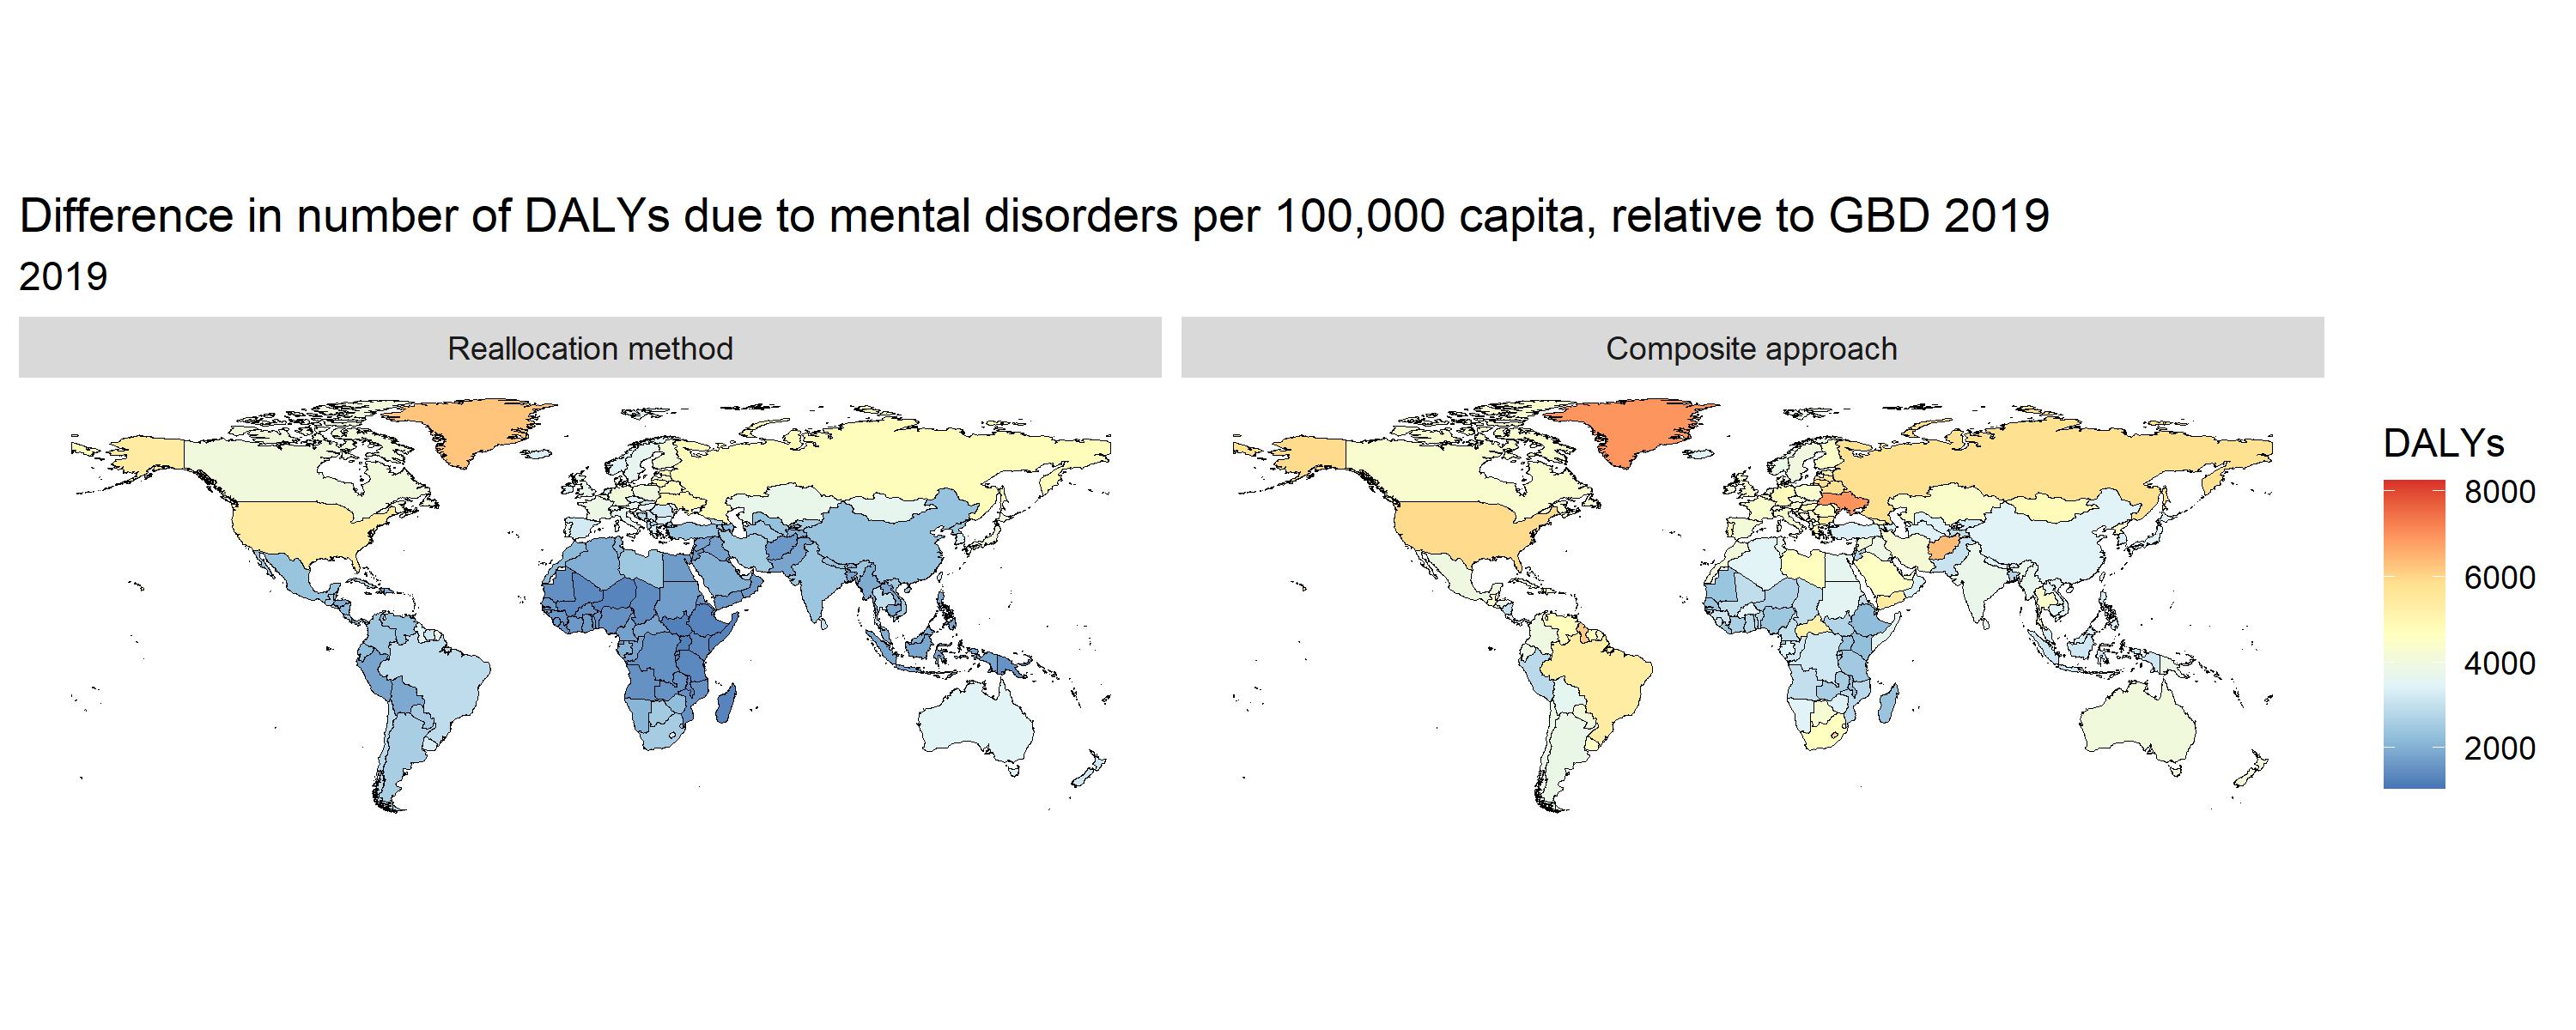 Difference in number of DALYs due to mental disorders per 100,000 capita, relative to GBD 2019
2019
Reallocation method
Composite approach
DALYs
8000
6000
4000
2000